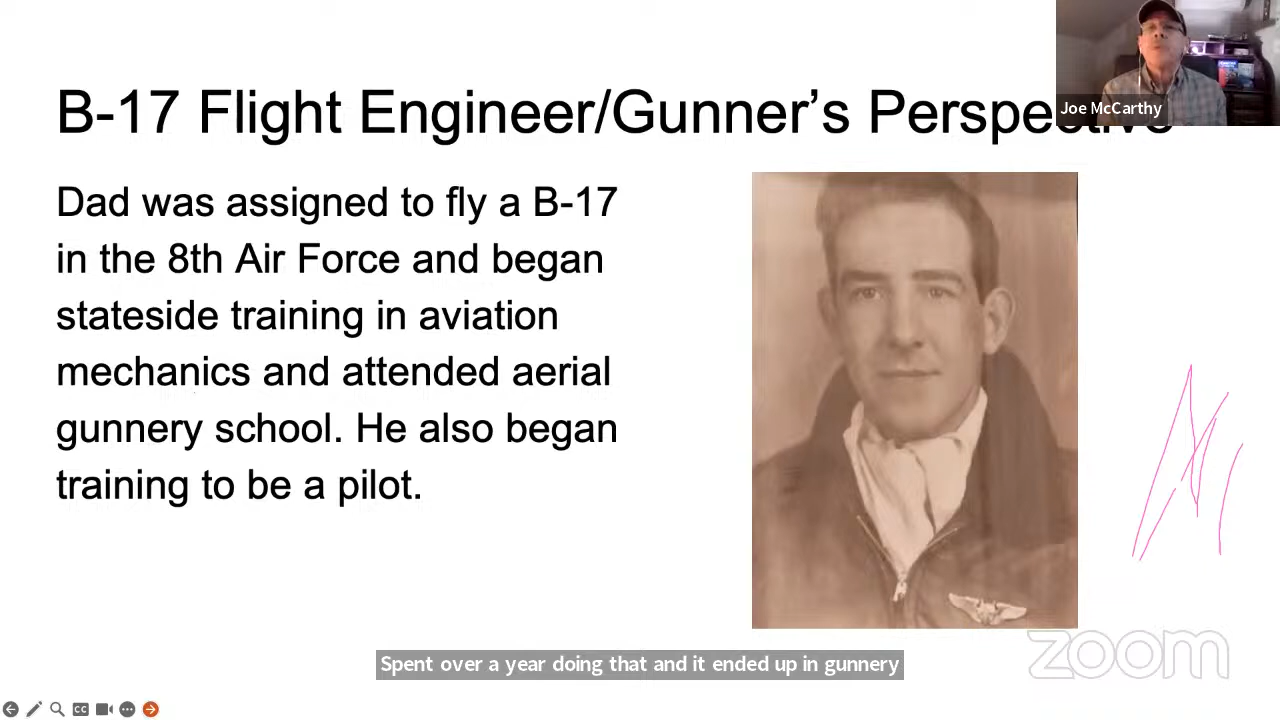 Joe McCarthy
B-17 Flight Engineer/Gunner's Perspective
Dad was assigned to fly a B-17
in the 8th Air Force and began
stateside training in aviation
mechanics and attended aerial
gunnery school. He also began
training to be a pilot.
Spent over a year doing that and it ended up in gunnery
zoom
CC